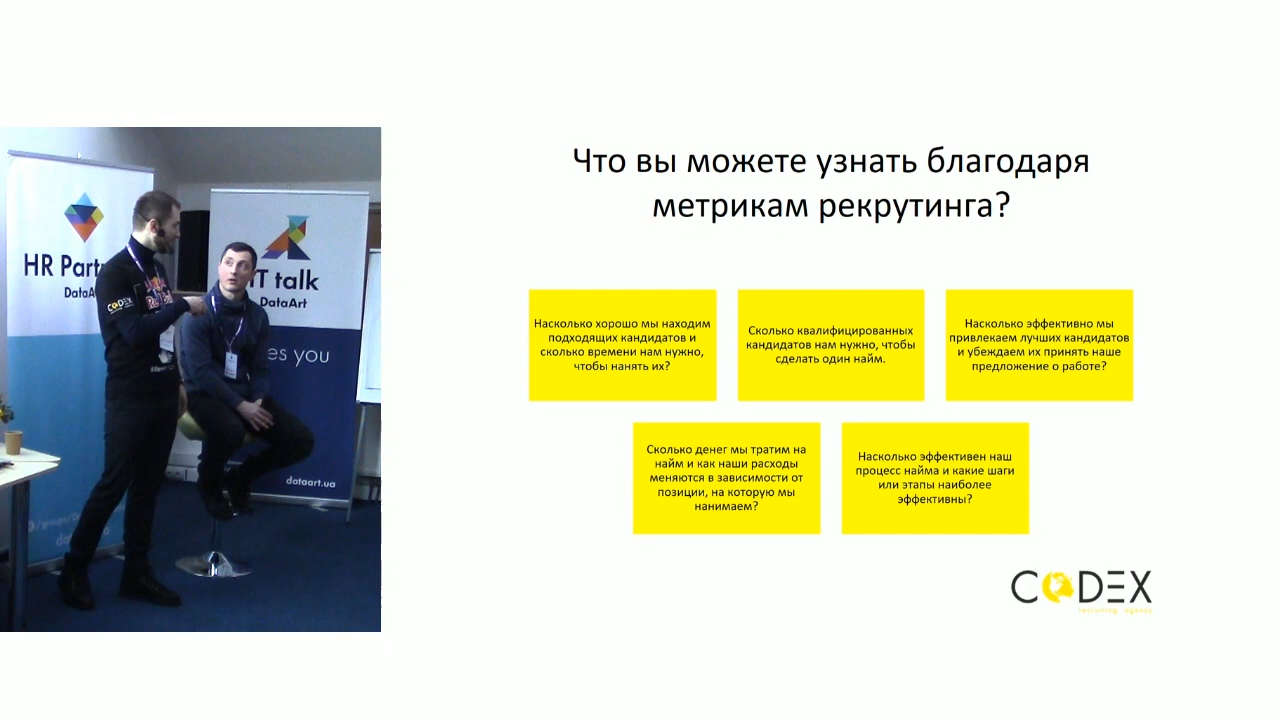 Что вы можете узнать благодаря
метрикам рекрутинга?
Насколько хорошо мы находим
подходящих кандидатов и
сколько времени нам нужно,
чтобы нанять их?
Сколько квалифицированных
кандидатов нам нужно, чтобы
сделать один найм.
Насколько эффективно мы
привлекаем лучших кандидатов
и убеждаем их принять наше
предложение о работе?
Сколько денег мы тратим на
найм и как наши расходы
меняются в зависимости от
позиции, на которую мы
нанимаем?
Насколько эффективен наш
процесс найма и какие шаги
или этапы наиболее
эффективны?
CODEX
recruiting agency
HR Part
DataA
CODEX
IT talk
DataArt
es you
dataart.ua